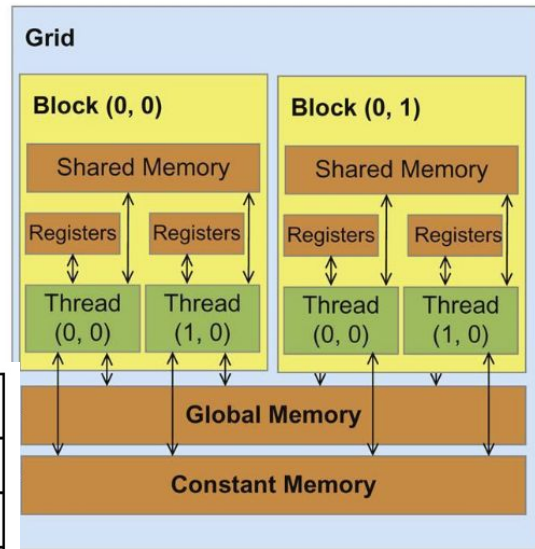 Grid
Block (0, 0)
Shared Memory
Registers
Registers
Thread
(0, 0)
Thread
(1, 0)
Block (0, 1)
Shared Memory
Registers
Registers
Thread
(0, 0)
Thread
(1, 0)
Global Memory
Constant Memory